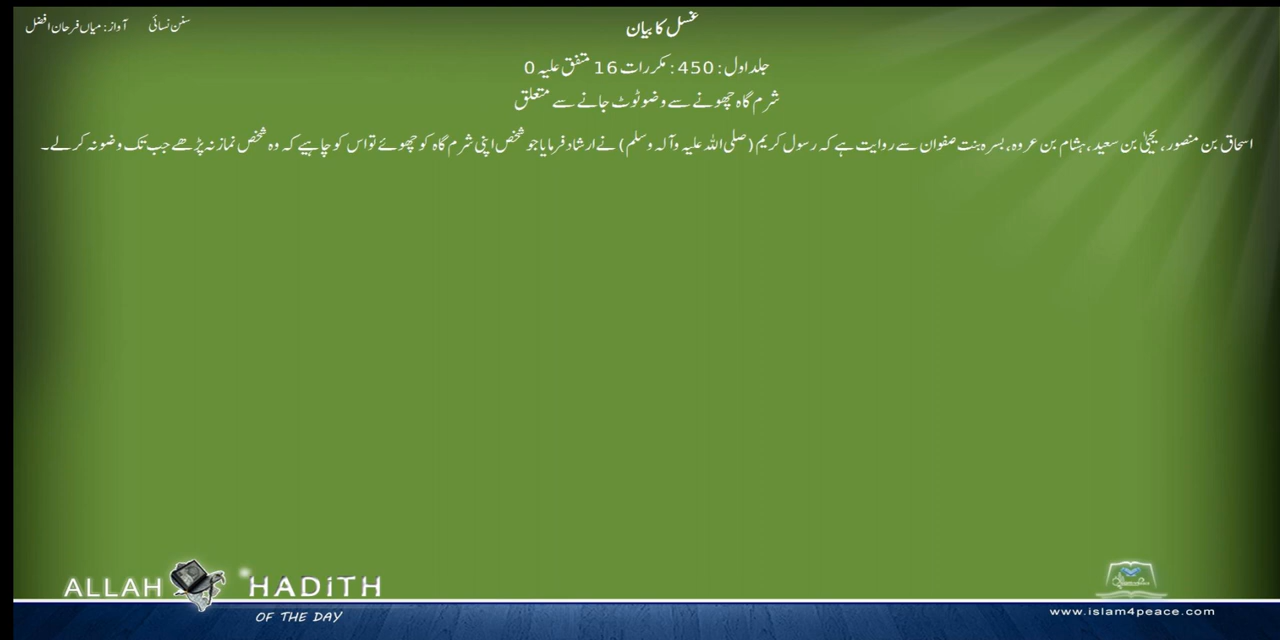 سنن نسائی آواز: میاں فرحان افضل
غسل کا بیان
جلد اول : 450 : مکررات 16 متفق علیہ 0
شرم گاہ چھونے سے وضو ٹوٹ جانے سے متعلق
اسحاق بن منصور، یحییٰ بن سعید، ہشام بن عروہ، بسرہ بنت صفوان سے روایت ہے کہ رسول کریم (صلی اللہ علیہ وآلہ وسلم) نے ارشاد فرمایا جو شخص اپنی شرم گاہ کو چھوئے تو اس کو چاہیے کہ وہ شخص نماز نہ پڑھے جب تک وضو نہ کر لے۔
ALLAH HADITH
OF THE DAY
www.islam4peace.com